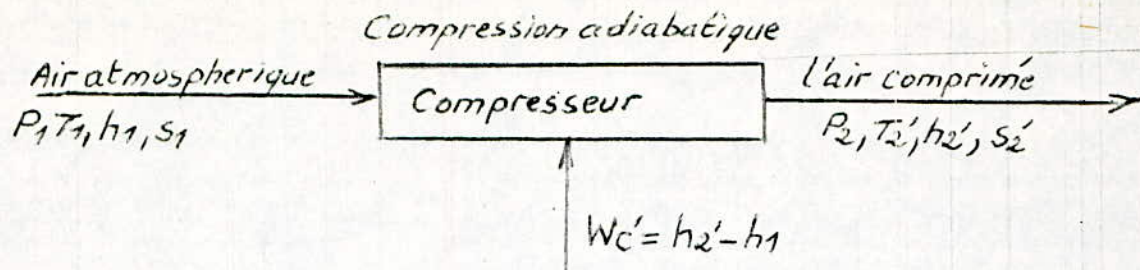 Compression adiabatique
Air atmospherique
P1 T1, h1, s1
Compresseur
l'air comprimé
P2, T2', h2', s2'
Wc' = h2' - h1